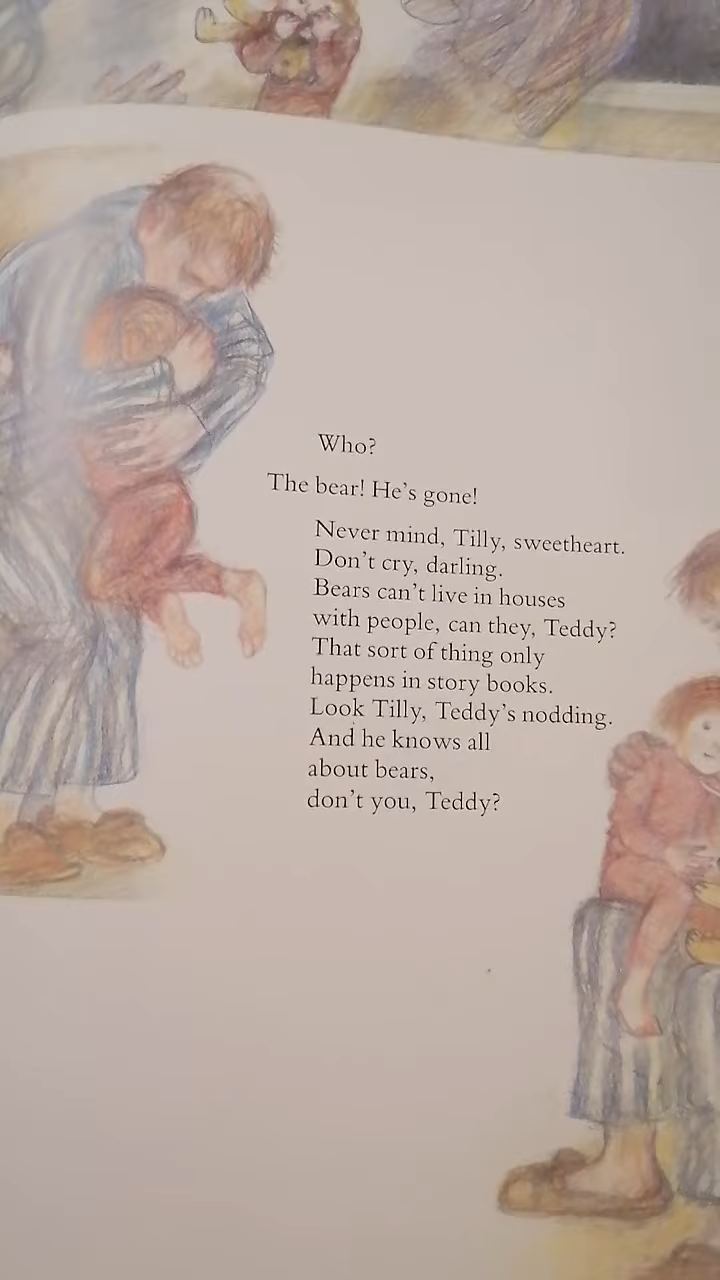 Who?
The bear! He's gone!
Never mind, Tilly, sweetheart.
Don't cry, darling.
Bears can't live in houses
with people, can they, Teddy?
That sort of thing only
happens in story books.
Look Tilly, Teddy's nodding.
And he knows all
about bears,
don't you, Teddy?